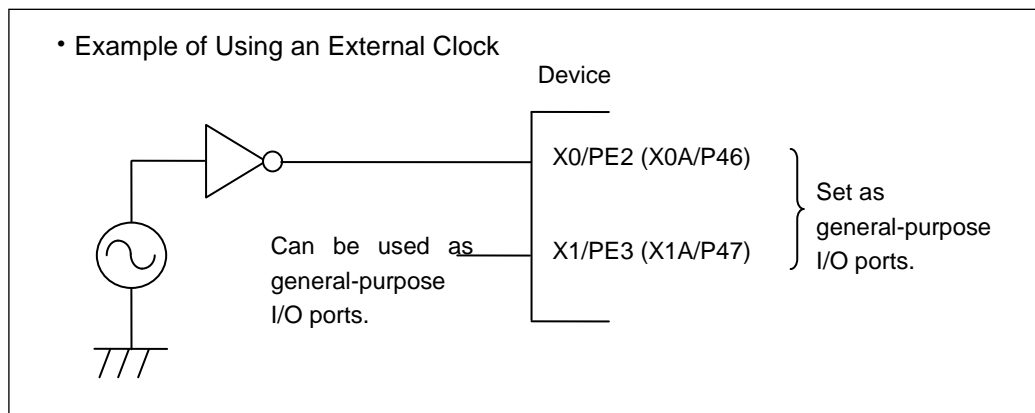 ・Example of Using an External Clock
Device
X0/PE2 (X0A/P46)
Set as
general-purpose
I/O ports.
Can be used as
general-purpose
I/O ports.
X1/PE3 (X1A/P47)